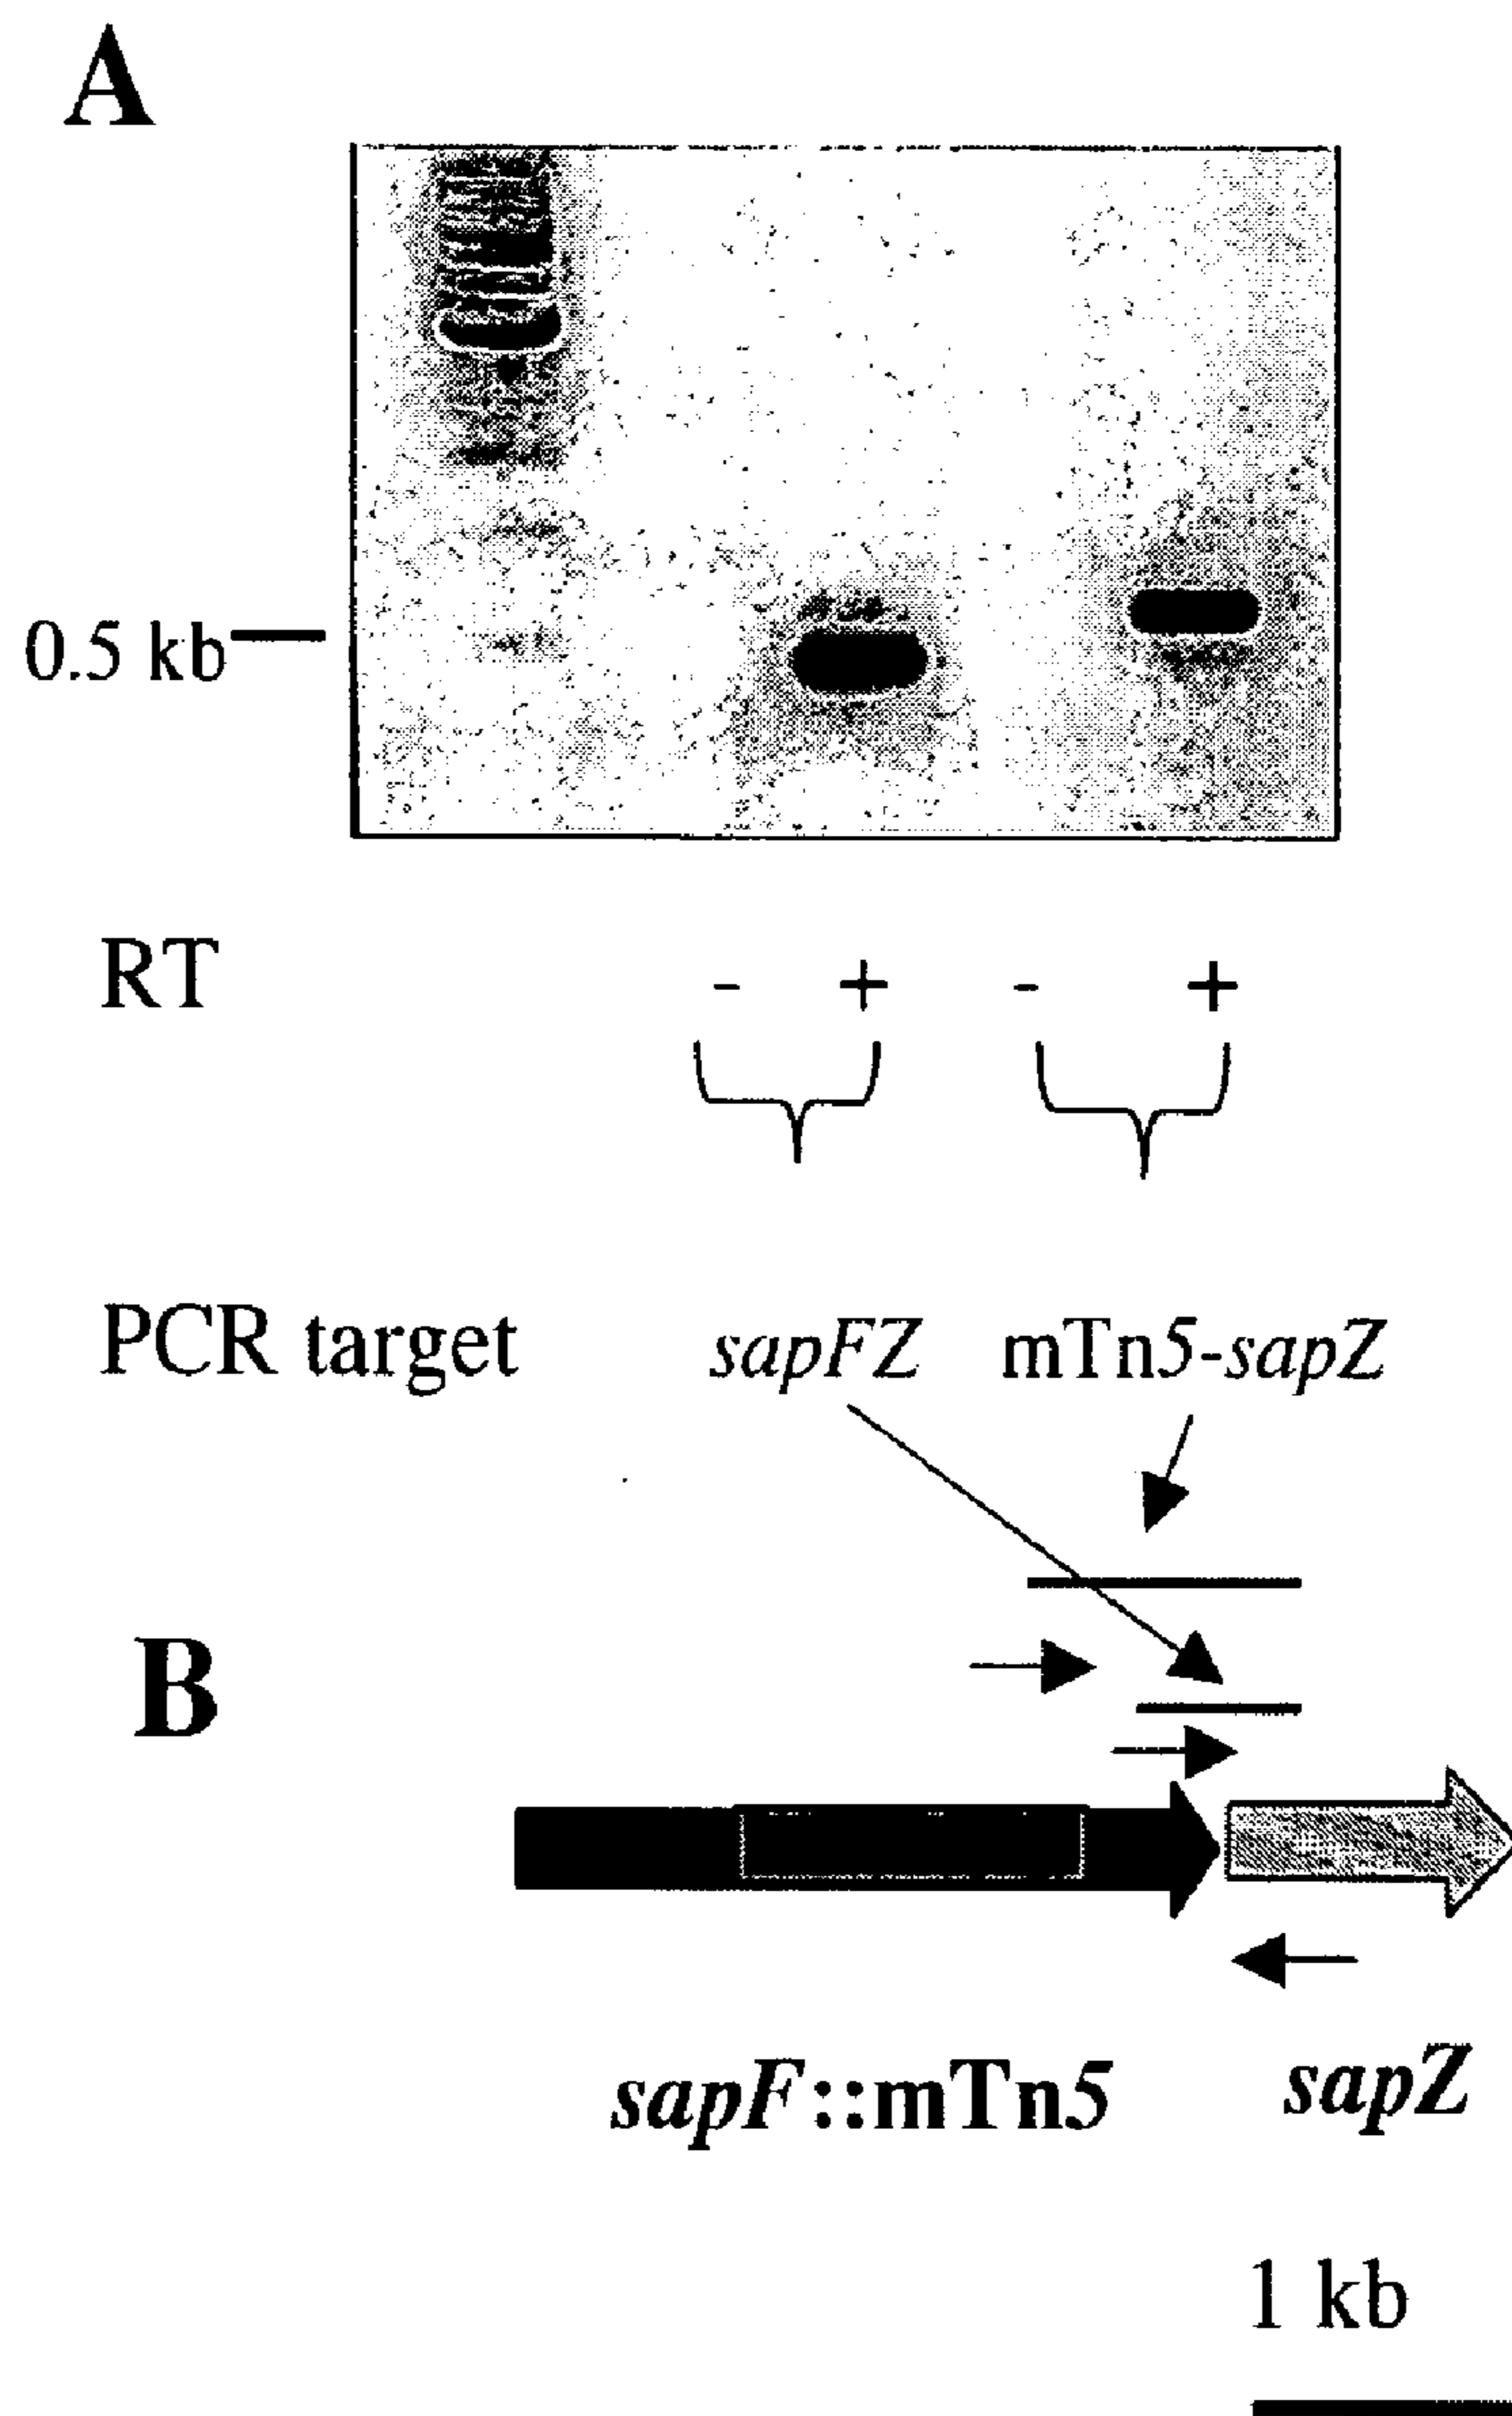 A
0.5 kb
RT - + - +
PCR target sapFZ mTn5-sapZ
B
sapF::mTn5 sapZ
1 kb